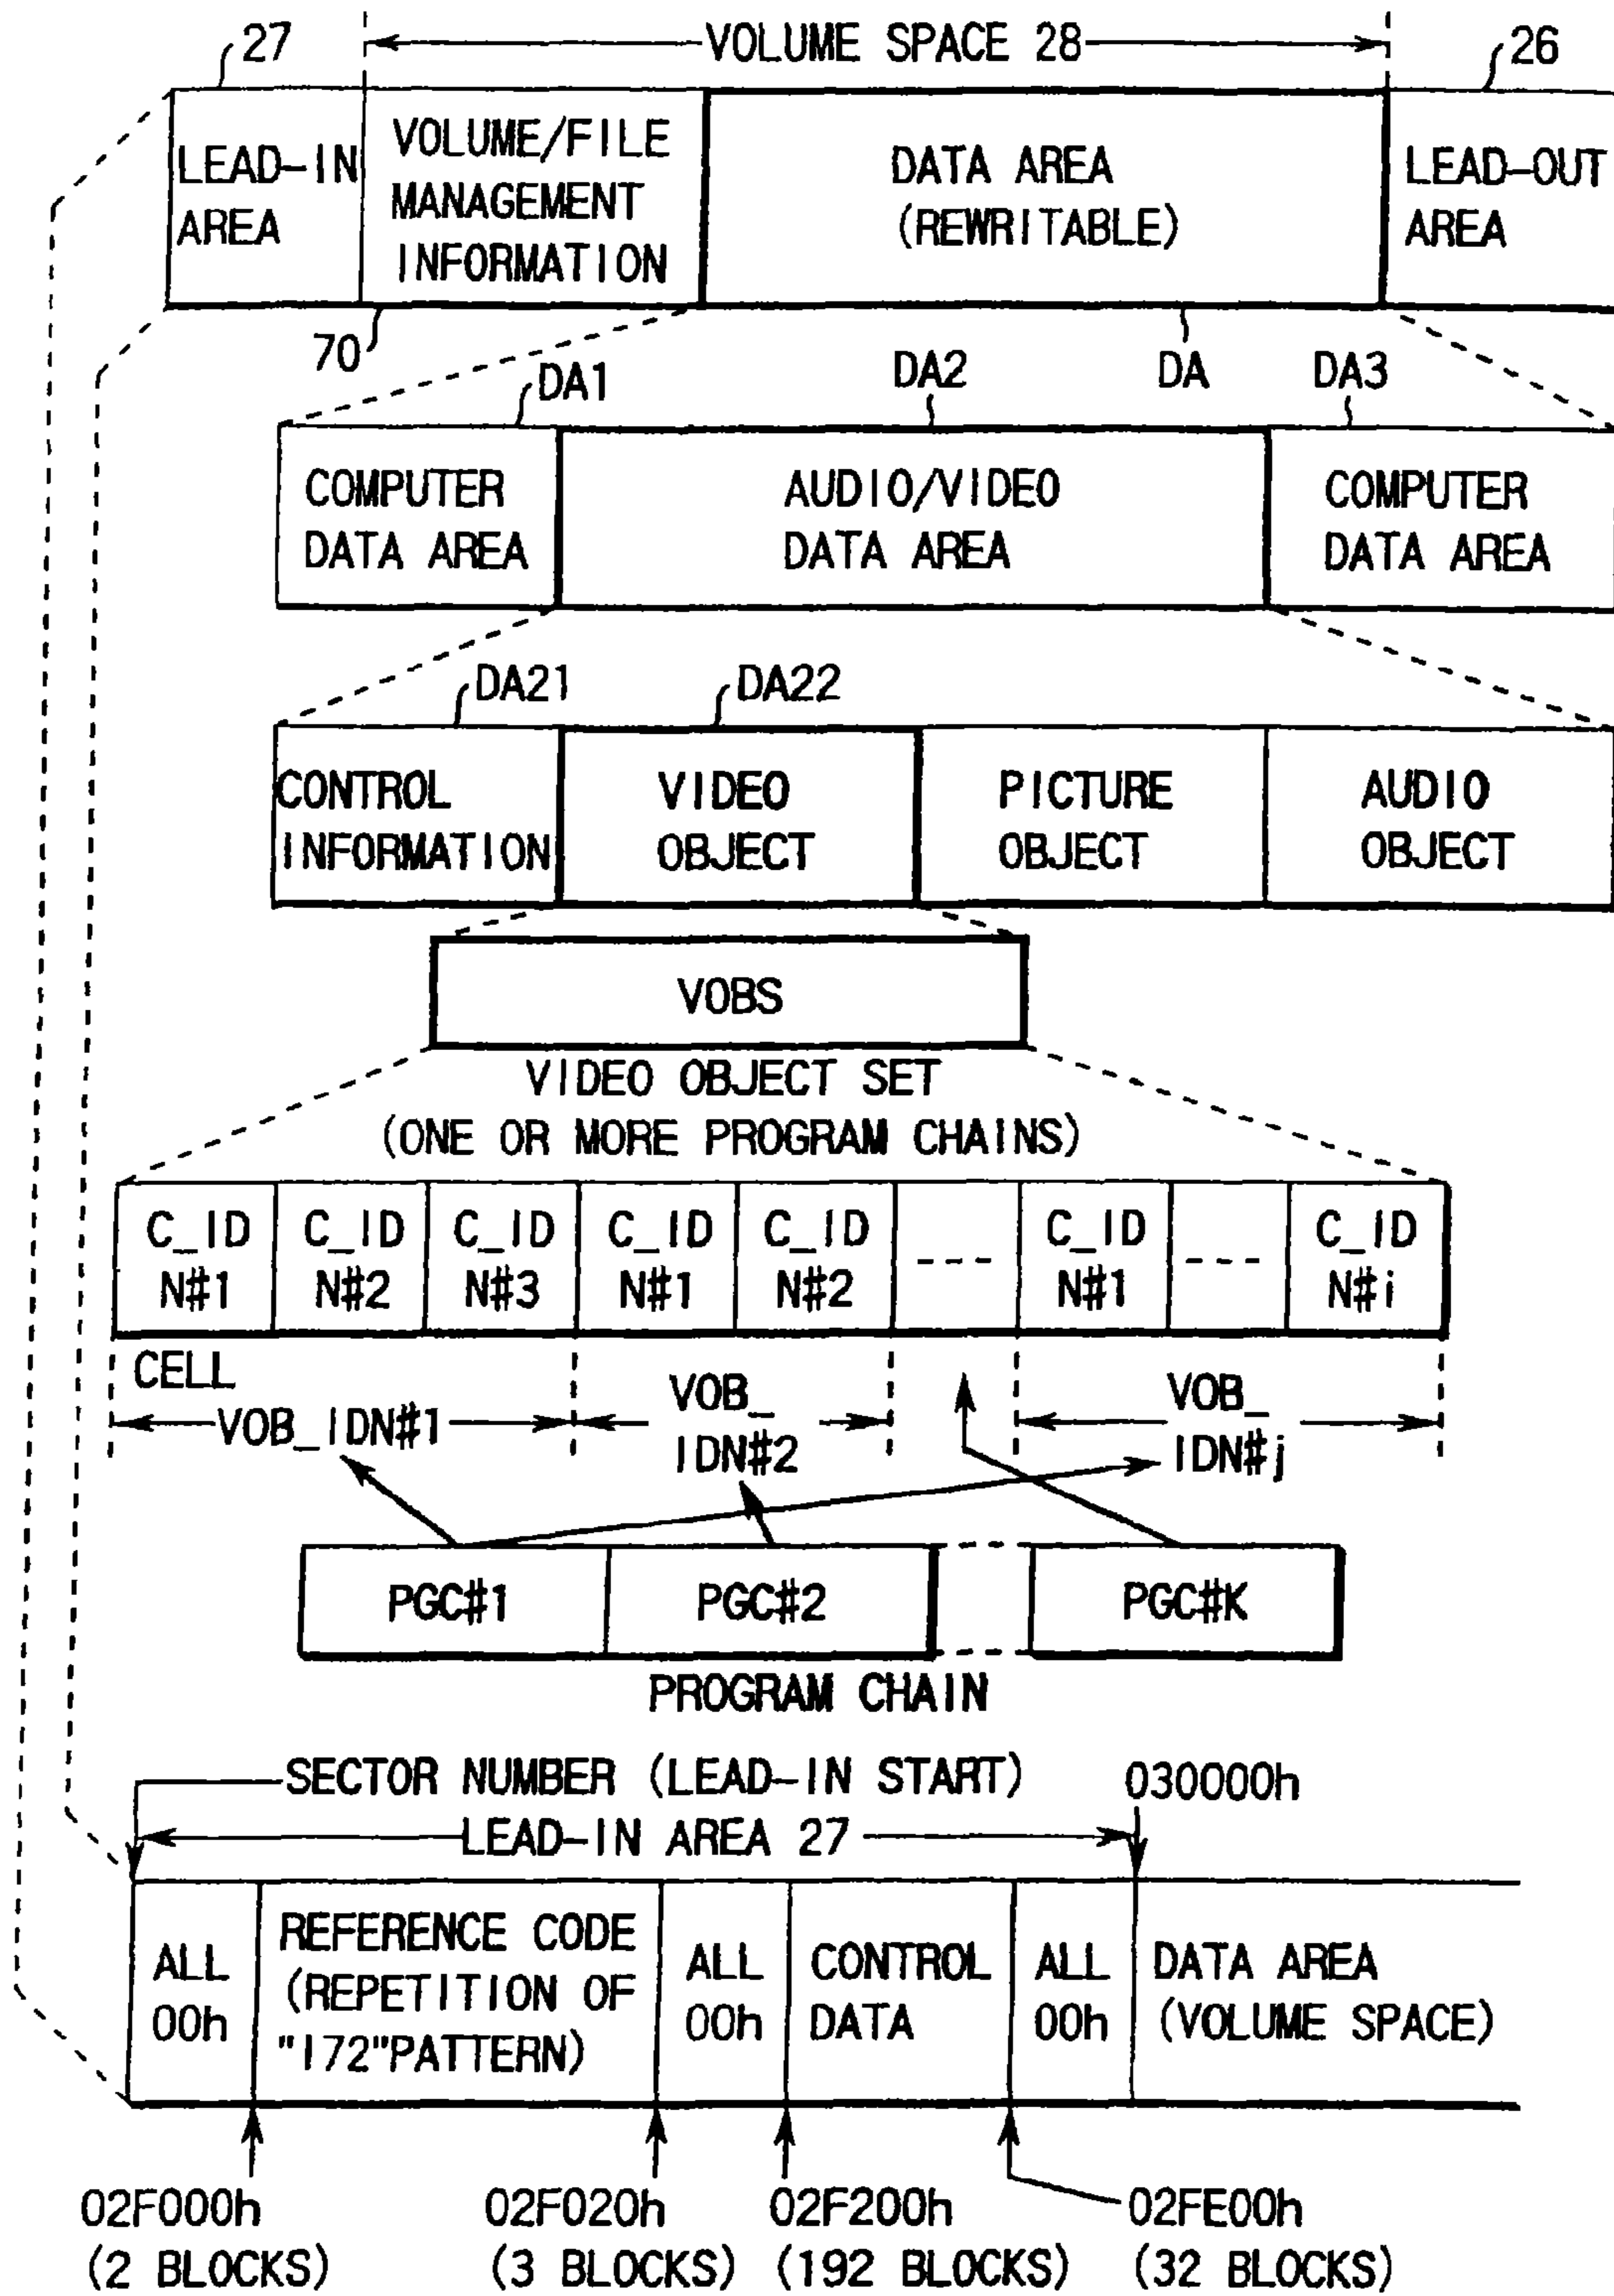 27
VOLUME SPACE 28
26
LEAD-IN
AREA
VOLUME/FILE
MANAGEMENT
INFORMATION
DATA AREA
(REWRITABLE)
LEAD-OUT
AREA
70
DA1
DA2
DA
DA3
COMPUTER
DATA AREA
AUDIO/VIDEO
DATA AREA
COMPUTER
DATA AREA
DA21
DA22
CONTROL
INFORMATION
VIDEO
OBJECT
PICTURE
OBJECT
AUDIO
OBJECT
VOBS
VIDEO OBJECT SET
(ONE OR MORE PROGRAM CHAINS)
C_ID
N#1
C_ID
N#2
C_ID
N#3
C_ID
N#1
C_ID
N#2
----
C_ID
N#1
----
C_ID
N#i
CELL
VOB_IDN#1
VOB_
IDN#2
VOB_
IDN#j
PGC#1
PGC#2
PGC#K
PROGRAM CHAIN
SECTOR NUMBER (LEAD-IN START)
030000h
LEAD-IN AREA 27
ALL
00h
REFERENCE CODE
(REPETITION OF
"172"PATTERN)
ALL
00h
CONTROL
DATA
ALL
00h
DATA AREA
(VOLUME SPACE)
02F000h
(2 BLOCKS)
02F020h
(3 BLOCKS)
02F200h
(192 BLOCKS)
02FE00h
(32 BLOCKS)